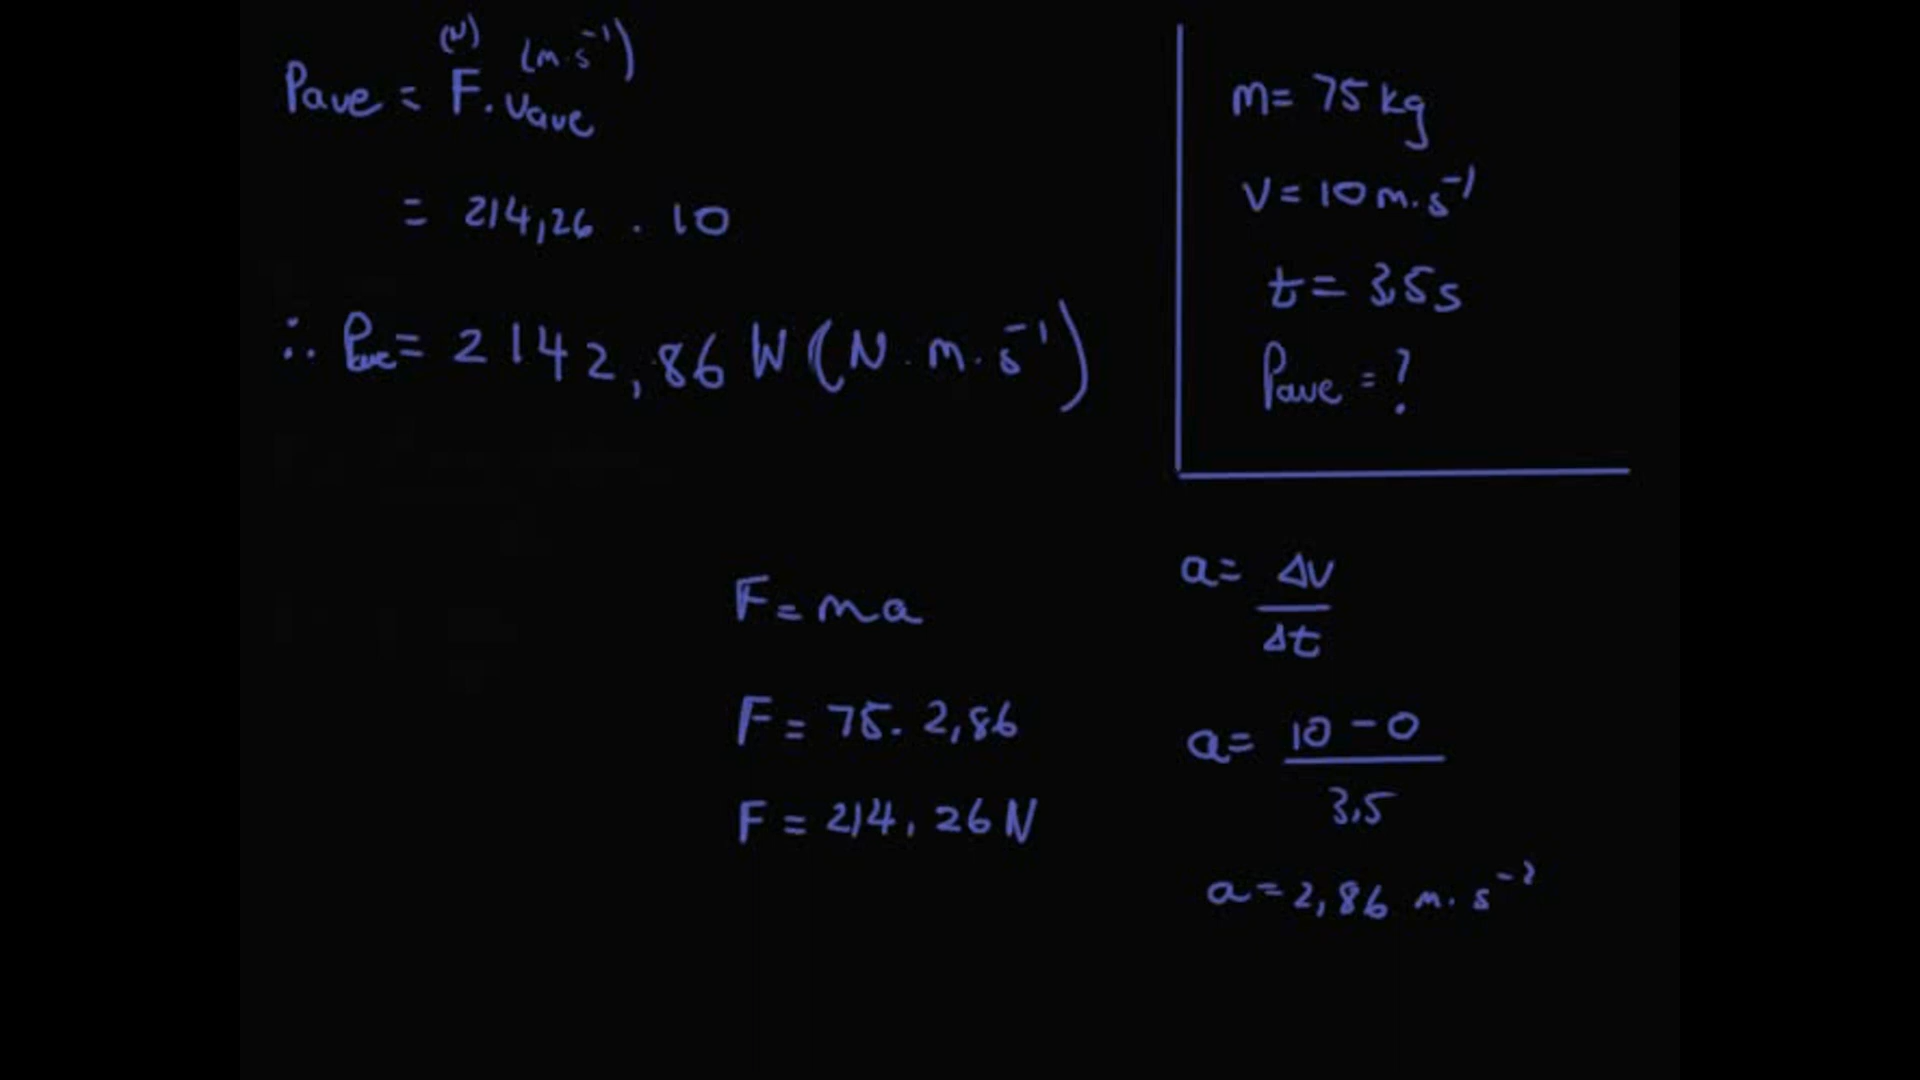 (N) (m.s⁻¹)
Pave = F. vave
= 214,26 . 10
∴ Pave = 2142,86 W (N.m.s⁻¹)
m= 75 kg
v = 10 m.s⁻¹
t = 3,5 s
Pave = ?
F = ma
F = 75. 2,86
F = 214,26 N
a= Δv
Δt
a= 10 - 0
3,5
a = 2,86 m.s⁻²